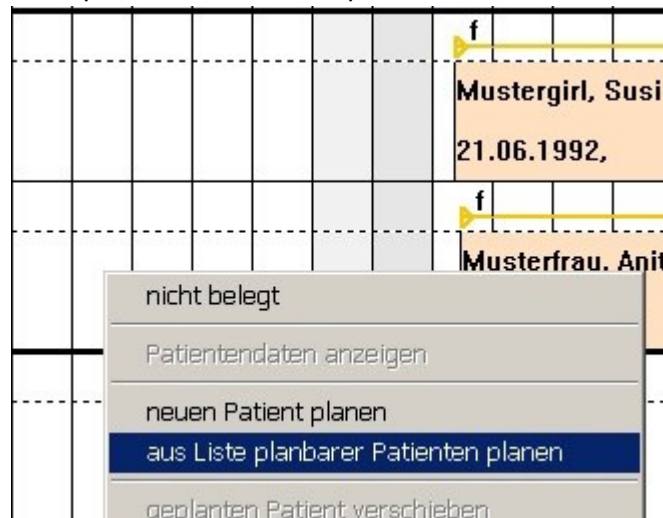 f
Mustergirl, Susi
21.06.1992,
f
Musterfrau, Anit
nicht belegt
Patientendaten anzeigen
neuen Patient planen
aus Liste planbarer Patienten planen
geplanten Patient verschieben